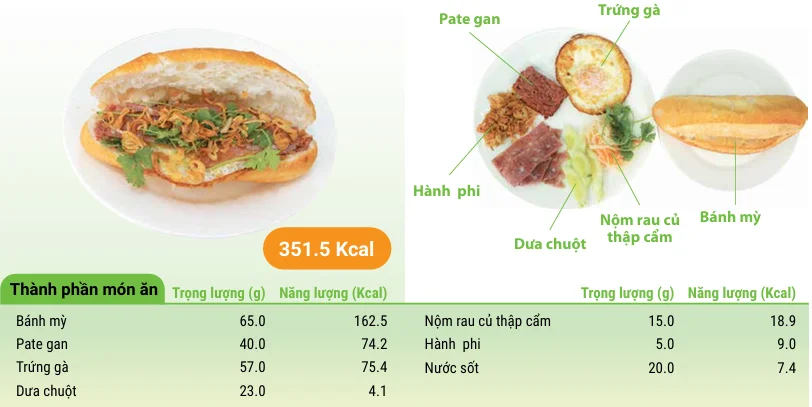 Pate gan
Trứng gà
Hành phi
Dưa chuột
Nộm rau củ
thập cẩm
Bánh mỳ
351.5 Kcal
Thành phần món ăn Trọng lượng (g) Năng lượng (Kcal) Trọng lượng (g) Năng lượng (Kcal)
Bánh mỳ 65.0 162.5 Nộm rau củ thập cẩm 15.0 18.9
Pate gan 40.0 74.2 Hành phi 5.0 9.0
Trứng gà 57.0 75.4 Nước sốt 20.0 7.4
Dưa chuột 23.0 4.1